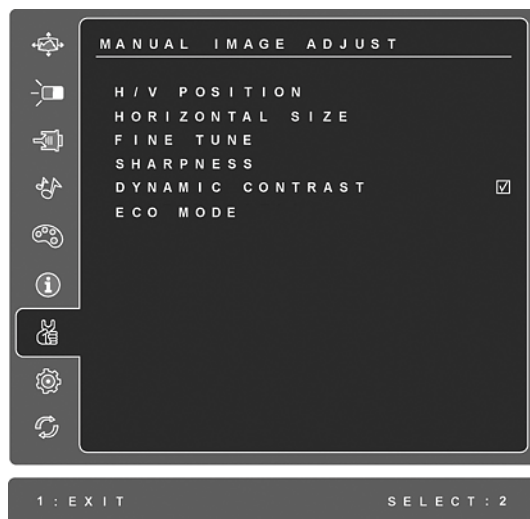 MANUAL IMAGE ADJUST
H/V POSITION
HORIZONTAL SIZE
FINE TUNE
SHARPNESS
DYNAMIC CONTRAST
ECO MODE
1:EXIT SELECT:2